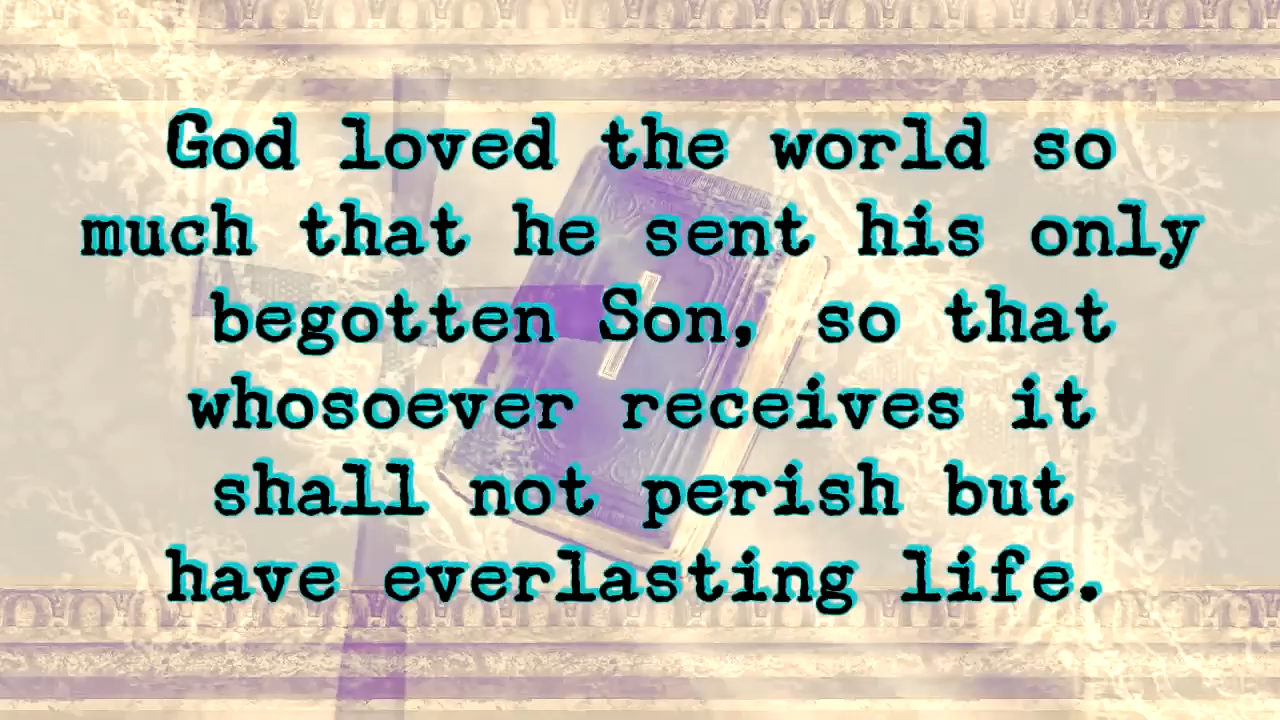 God loved the world so
much that he sent his only
begotten Son, so that
whosoever receives it
shall not perish but
have everlasting life.